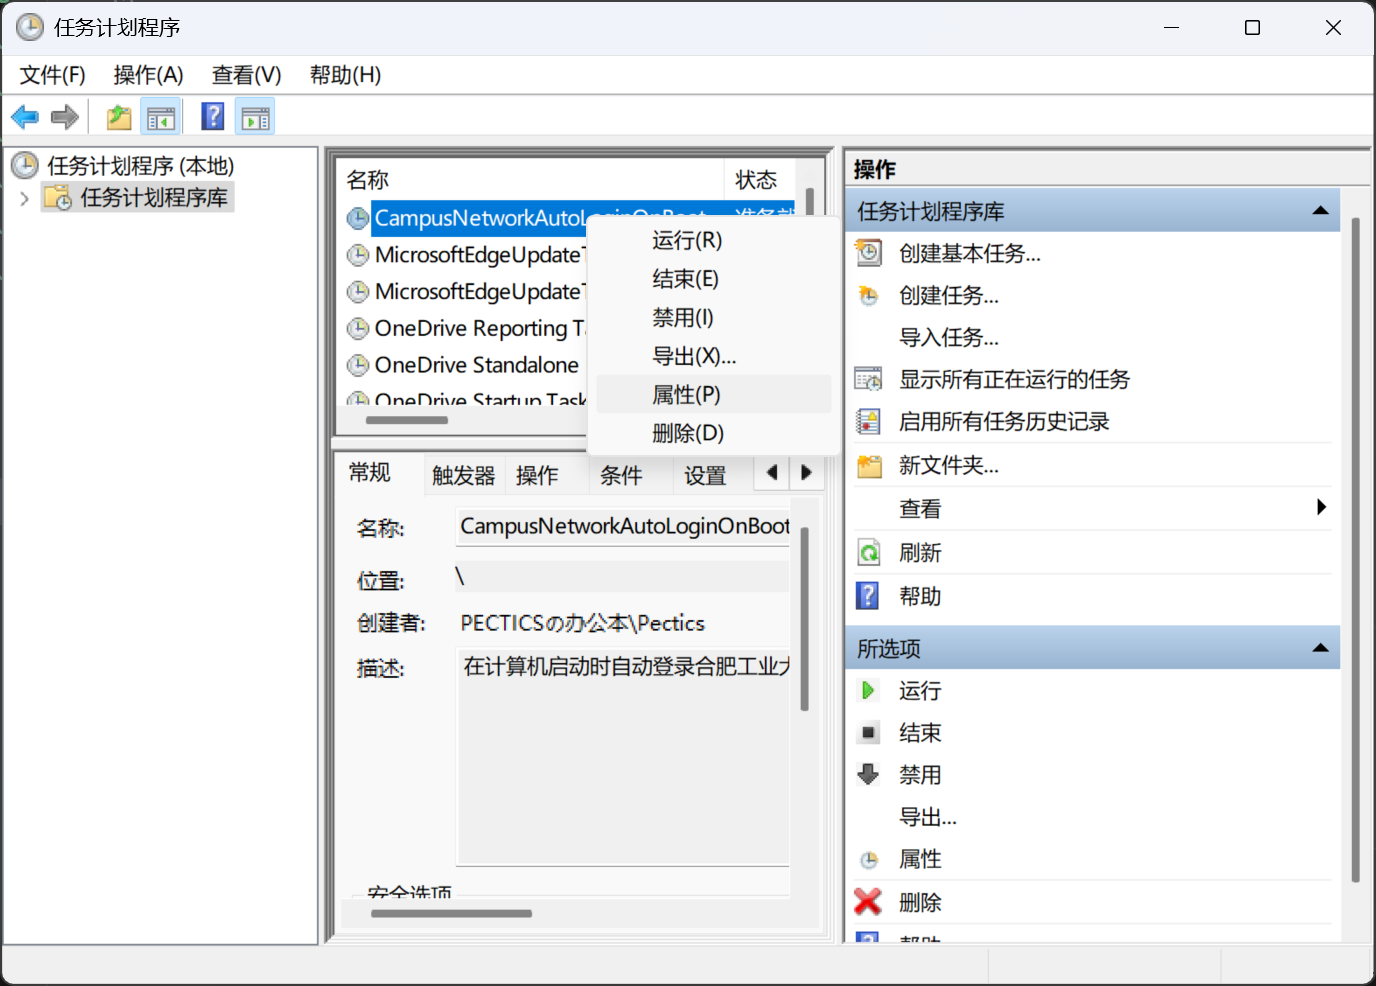 任务计划程序
文件(F) 操作(A) 查看(V) 帮助(H)
任务计划程序 (本地)
任务计划程序库
名称 状态
CampusNetworkAutoLoginOnBoot 准备就
MicrosoftEdgeUpdateT
MicrosoftEdgeUpdateT
OneDrive Reporting Ta
OneDrive Standalone
OneDrive Startup Task
运行(R)
结束(E)
禁用(I)
导出(X)...
属性(P)
删除(D)
常规 触发器 操作 条件 设置
名称: CampusNetworkAutoLoginOnBoot
位置: \
创建者: PECTICSの办公本\Pectics
描述: 在计算机启动时自动登录合肥工业大
安全选项
操作
任务计划程序库
创建基本任务...
创建任务...
导入任务...
显示所有正在运行的任务
启用所有任务历史记录
新文件夹...
查看
刷新
帮助
所选项
运行
结束
禁用
导出...
属性
删除
帮助